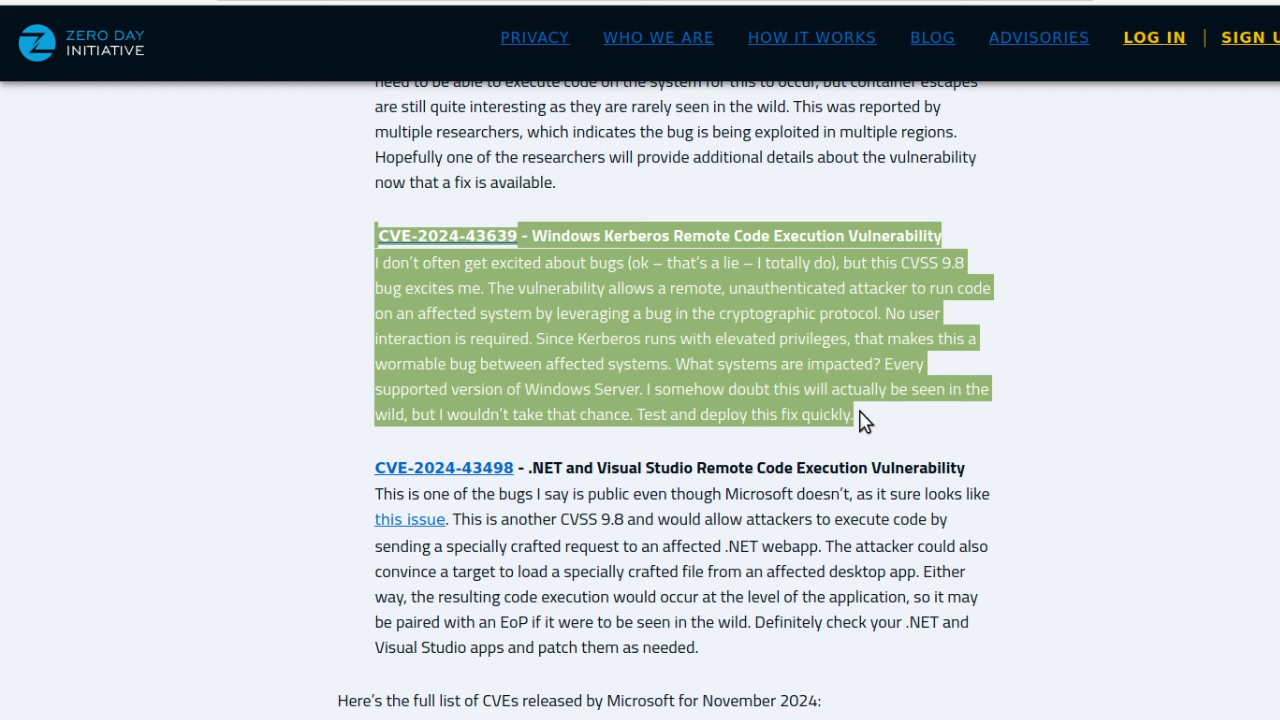 ZERO DAY
INITIATIVE
PRIVACY WHO WE ARE HOW IT WORKS BLOG ADVISORIES LOG IN | SIGN U
need to be able to execute code on the system for this to occur, but container escapes
are still quite interesting as they are rarely seen in the wild. This was reported by
multiple researchers, which indicates the bug is being exploited in multiple regions.
Hopefully one of the researchers will provide additional details about the vulnerability
now that a fix is available.
CVE-2024-43639 - Windows Kerberos Remote Code Execution Vulnerability
I don’t often get excited about bugs (ok – that’s a lie – I totally do), but this CVSS 9.8
bug excites me. The vulnerability allows a remote, unauthenticated attacker to run code
on an affected system by leveraging a bug in the cryptographic protocol. No user
interaction is required. Since Kerberos runs with elevated privileges, that makes this a
wormable bug between affected systems. What systems are impacted? Every
supported version of Windows Server. I somehow doubt this will actually be seen in the
wild, but I wouldn’t take that chance. Test and deploy this fix quickly.
CVE-2024-43498 - .NET and Visual Studio Remote Code Execution Vulnerability
This is one of the bugs I say is public even though Microsoft doesn’t, as it sure looks like
this issue. This is another CVSS 9.8 and would allow attackers to execute code by
sending a specially crafted request to an affected .NET webapp. The attacker could also
convince a target to load a specially crafted file from an affected desktop app. Either
way, the resulting code execution would occur at the level of the application, so it may
be paired with an EoP if it were to be seen in the wild. Definitely check your .NET and
Visual Studio apps and patch them as needed.
Here’s the full list of CVEs released by Microsoft for November 2024: